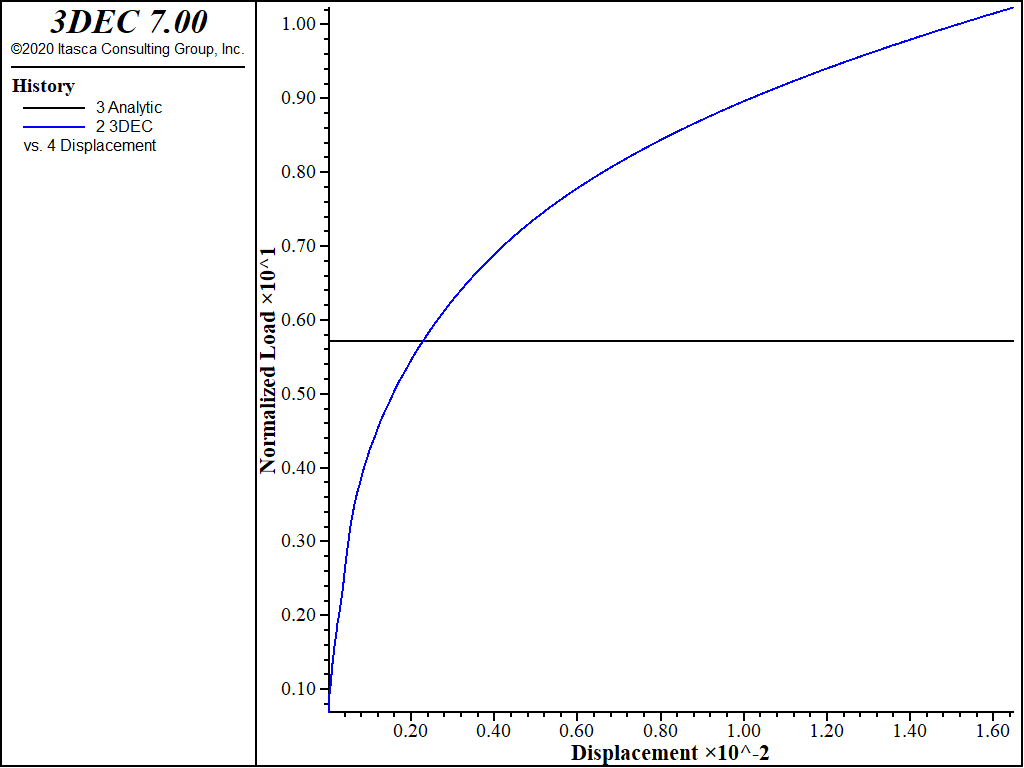 3DEC 7.00
©2020 Itasca Consulting Group, Inc.
History
3 Analytic
2 3DEC
vs. 4 Displacement
Normalized Load ×10^1
1.00
0.90
0.80
0.70
0.60
0.50
0.40
0.30
0.20
0.10
0.20 0.40 0.60 0.80 1.00 1.20 1.40 1.60
Displacement ×10^-2